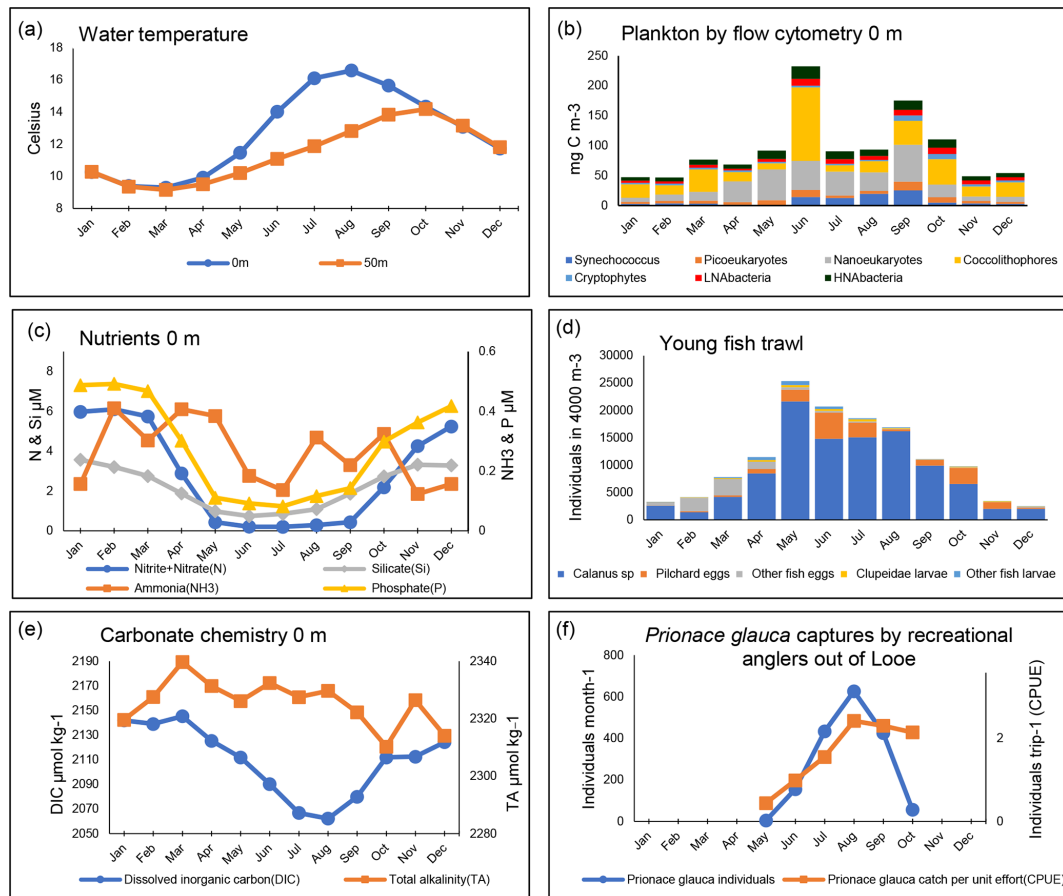 (a) Water temperature
Celsius
18
16
14
12
10
8
Jan Feb Mar Apr May Jun Jul Aug Sep Oct Nov Dec
0m 50m
(b) Plankton by flow cytometry 0 m
mg C m-3
250
200
150
100
50
0
Jan Feb Mar Apr May Jun Jul Aug Sep Oct Nov Dec
Synechococcus Picoeukaryotes Nanoeukaryotes Coccolithophores
Cryptophytes LNAbacteria HNAbacteria
(c) Nutrients 0 m
N & Si µM
8
6
4
2
0
0.6
0.4
0.2
0
NH3 & P µM
Jan Feb Mar Apr May Jun Jul Aug Sep Oct Nov Dec
Nitrite+Nitrate(N) Silicate(Si)
Ammonia(NH3) Phosphate(P)
(d) Young fish trawl
Individuals in 4000 m-3
30000
25000
20000
15000
10000
5000
0
Jan Feb Mar Apr May Jun Jul Aug Sep Oct Nov Dec
Calanus sp Pilchard eggs Other fish eggs Clupeidae larvae Other fish larvae
(e) Carbonate chemistry 0 m
DIC µmol kg-1
2190
2170
2150
2130
2110
2090
2070
2050
2340
2320
2300
2280
TA µmol kg−1
Jan Feb Mar Apr May Jun Jul Aug Sep Oct Nov Dec
Dissolved inorganic carbon(DIC) Total alkalinity(TA)
(f) Prionace glauca captures by recreational
anglers out of Looe
Individuals month-1
800
600
400
200
0
2
0
Individuals trip-1 (CPUE)
Jan Feb Mar Apr May Jun Jul Aug Sep Oct Nov Dec
Prionace glauca individuals Prionace glauca catch per unit effort(CPUE)